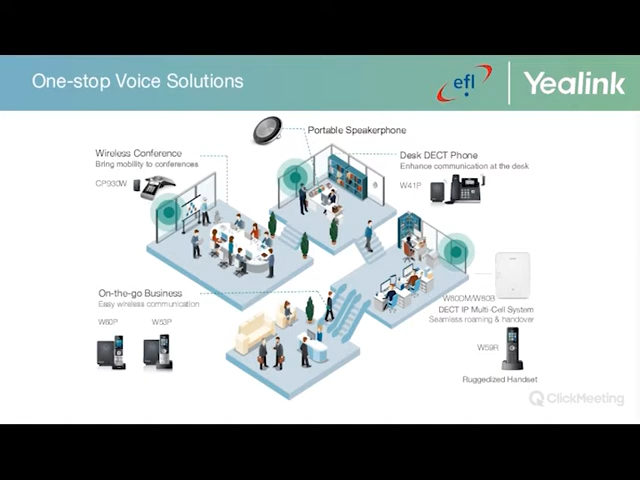 One-stop Voice Solutions
efl
Yealink
Portable Speakerphone
Wireless Conference
Bring mobility to conferences
CP930W
Desk DECT Phone
Enhance communication at the desk
W41P
On-the-go Business
Easy wireless communication
W60P
W53P
W80DM/W80B
DECT IP Multi-Cell System
Seamless roaming & handover
W59R
Ruggedized Handset
ClickMeeting